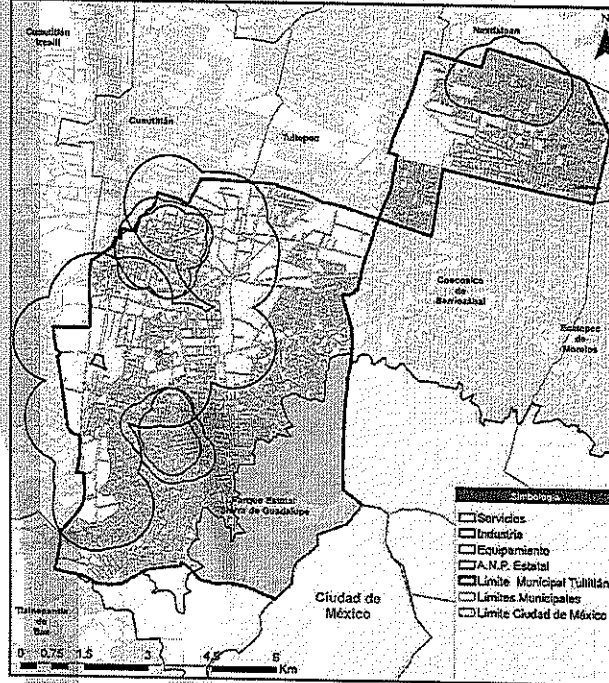 Cuautitlán
Izcalli
Cuautitlán
Tultepec
Nextlalpan
Coacalco
de
Berriozábal
Ecatepec
de
Morelos
Parque Estatal
Sierra de Guadalupe
Tlalnepantla
de
Baz
Ciudad de
México
0 0.75 1.5 3 4.5 6
Km
Simbología
Servicios
Industria
Equipamiento
A.N.P. Estatal
Límite Municipal Tultitlán
Límites Municipales
Límite Ciudad de México